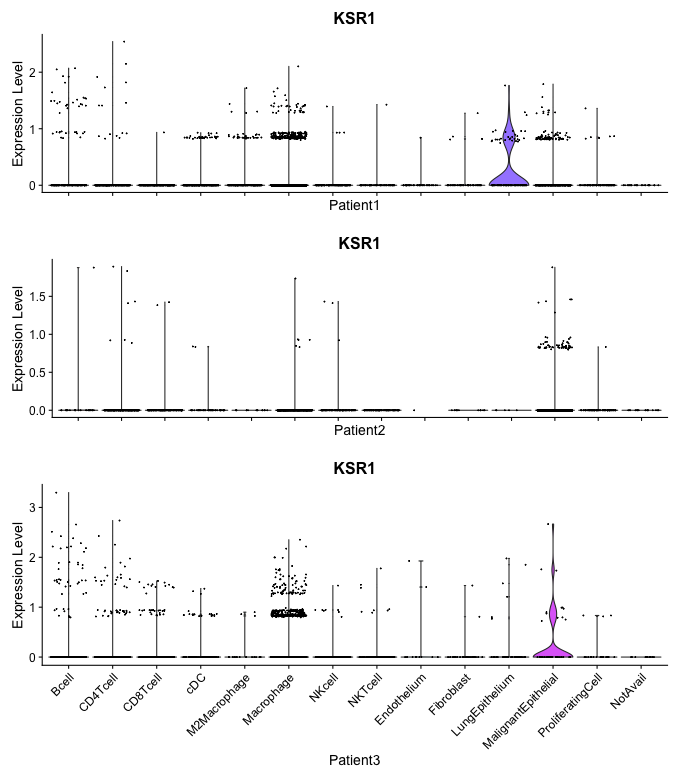 KSR1
Expression Level
2
1
0
Patient1
KSR1
Expression Level
1.5
1.0
0.5
0.0
Patient2
KSR1
Expression Level
3
2
1
0
Bcell
CD4Tcell
CD8Tcell
cDC
M2Macrophage
Macrophage
NKcell
NKTcell
Endothelium
Fibroblast
LungEpithelium
MalignantEpithelial
ProliferatingCell
NotAvail
Patient3